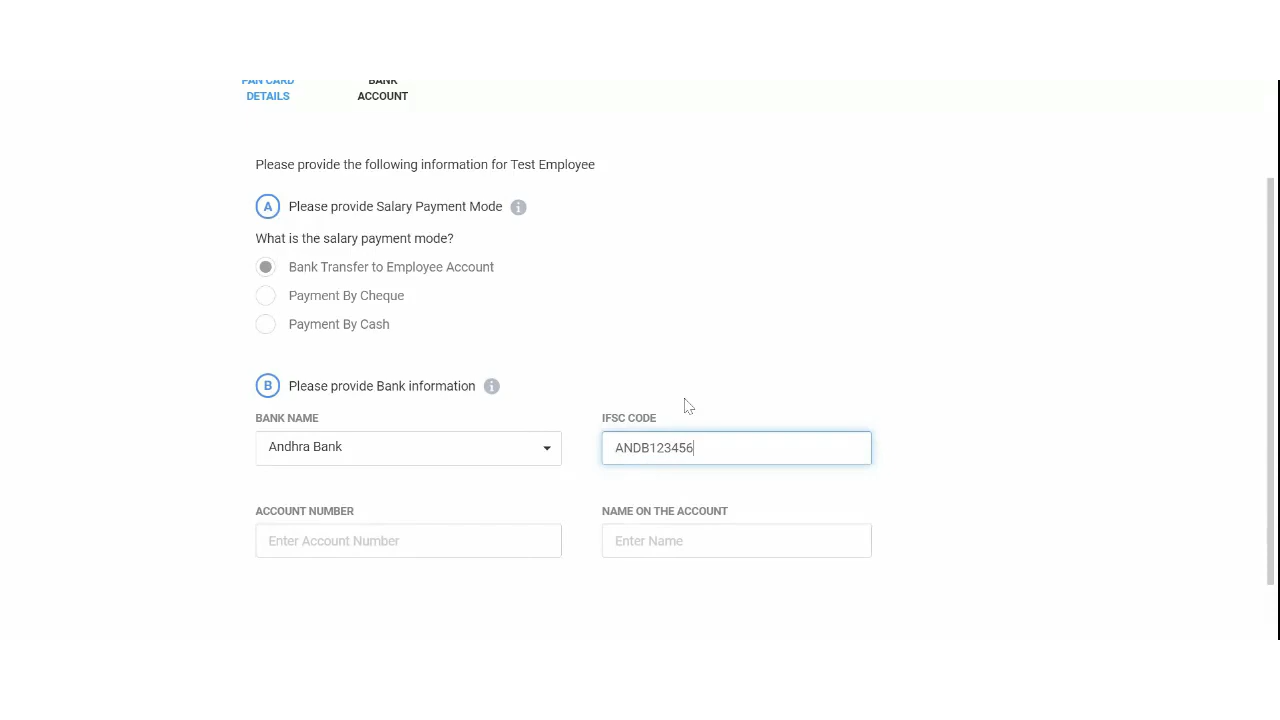 PAN CARD BANK
DETAILS ACCOUNT
Please provide the following information for Test Employee
A Please provide Salary Payment Mode i
What is the salary payment mode?
Bank Transfer to Employee Account
Payment By Cheque
Payment By Cash
B Please provide Bank information i
BANK NAME IFSC CODE
Andhra Bank ANDB123456
ACCOUNT NUMBER NAME ON THE ACCOUNT
Enter Account Number Enter Name